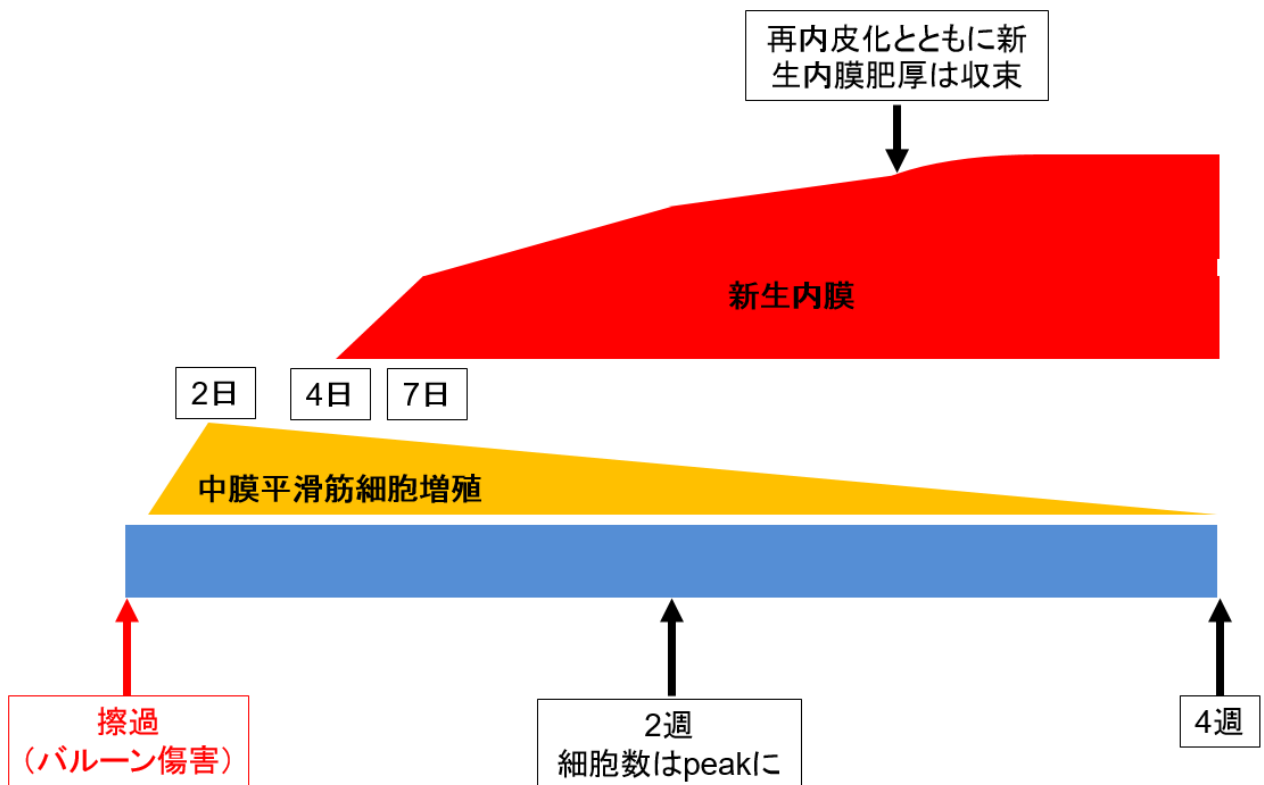 再内皮化とともに新
生内膜肥厚は収束
新生内膜
2日
4日
7日
中膜平滑筋細胞増殖
擦過
（バルーン傷害）
2週
細胞数はpeakに
4週